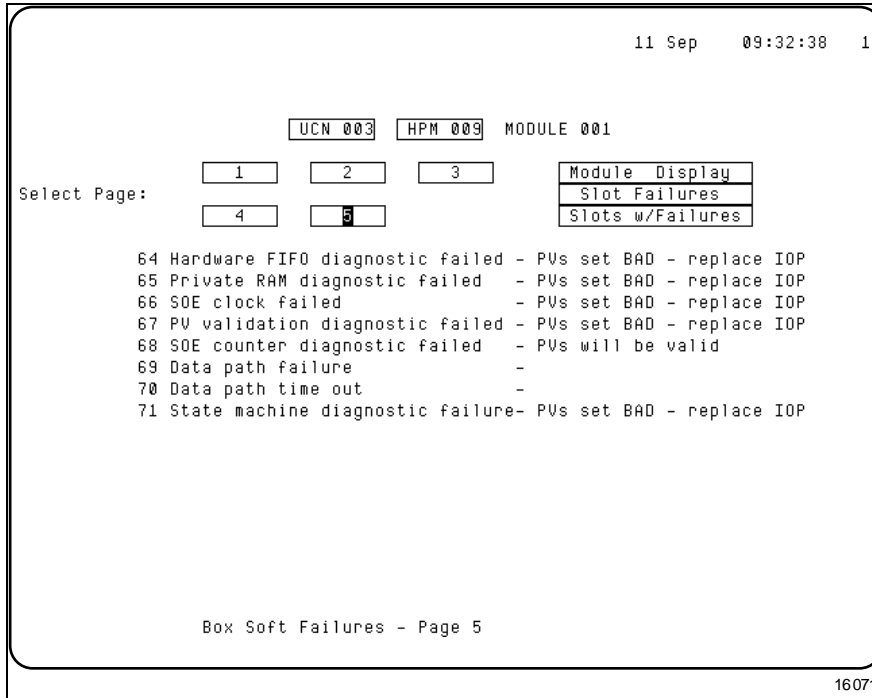 11 Sep 09:32:38 1
UCN 003 HPM 009 MODULE 001
1 2 3 Module Display
Select Page: Slot Failures
4 5 Slots w/Failures
64 Hardware FIFO diagnostic failed - PVs set BAD - replace IOP
65 Private RAM diagnostic failed - PVs set BAD - replace IOP
66 SOE clock failed - PVs set BAD - replace IOP
67 PV validation diagnostic failed - PVs set BAD - replace IOP
68 SOE counter diagnostic failed - PVs will be valid
69 Data path failure -
70 Data path time out -
71 State machine diagnostic failure- PVs set BAD - replace IOP
Box Soft Failures - Page 5
16071